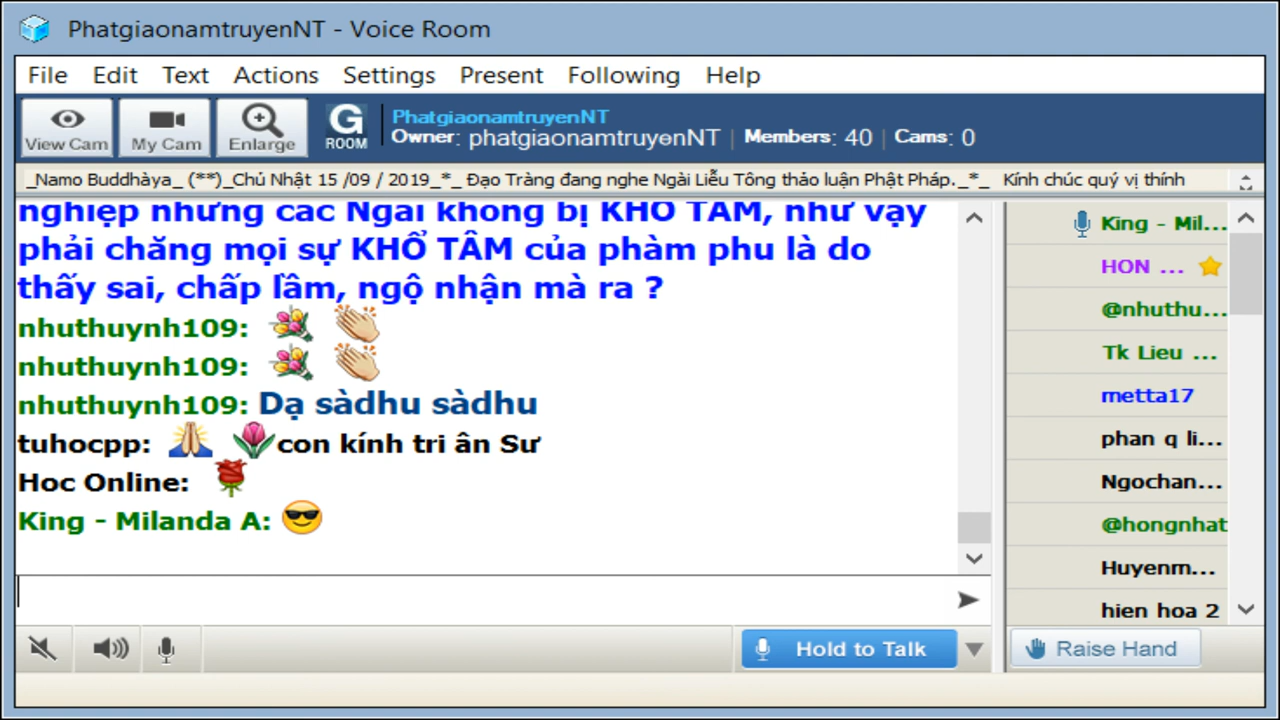 PhatgiaonamtruyenNT - Voice Room
File Edit Text Actions Settings Present Following Help
View Cam My Cam Enlarge G ROOM
PhatgiaonamtruyenNT
Owner: phatgiaonamtruyenNT | Members: 40 | Cams: 0
_Namo Buddhàya_ (**)_Chủ Nhật 15 /09 / 2019_*_ Đạo Tràng đang nghe Ngài Liễu Tông thảo luận Phật Pháp._*_ Kính chúc quý vị thính
nghiệp nhưng các Ngài không bị KHỔ TÂM, như vậy
phải chăng mọi sự KHỔ TÂM của phàm phu là do
thấy sai, chấp lầm, ngộ nhận mà ra ?
nhuthuynh109:
nhuthuynh109:
nhuthuynh109: Dạ sàdhu sàdhu
tuhocpp: con kính tri ân Sư
Hoc Online:
King - Milanda A:
King - Mil...
HON ...
@nhuthu...
Tk Lieu ...
metta17
phan q li...
Ngochan...
@hongnhat
Huyenm...
hien hoa 2
Hold to Talk
Raise Hand